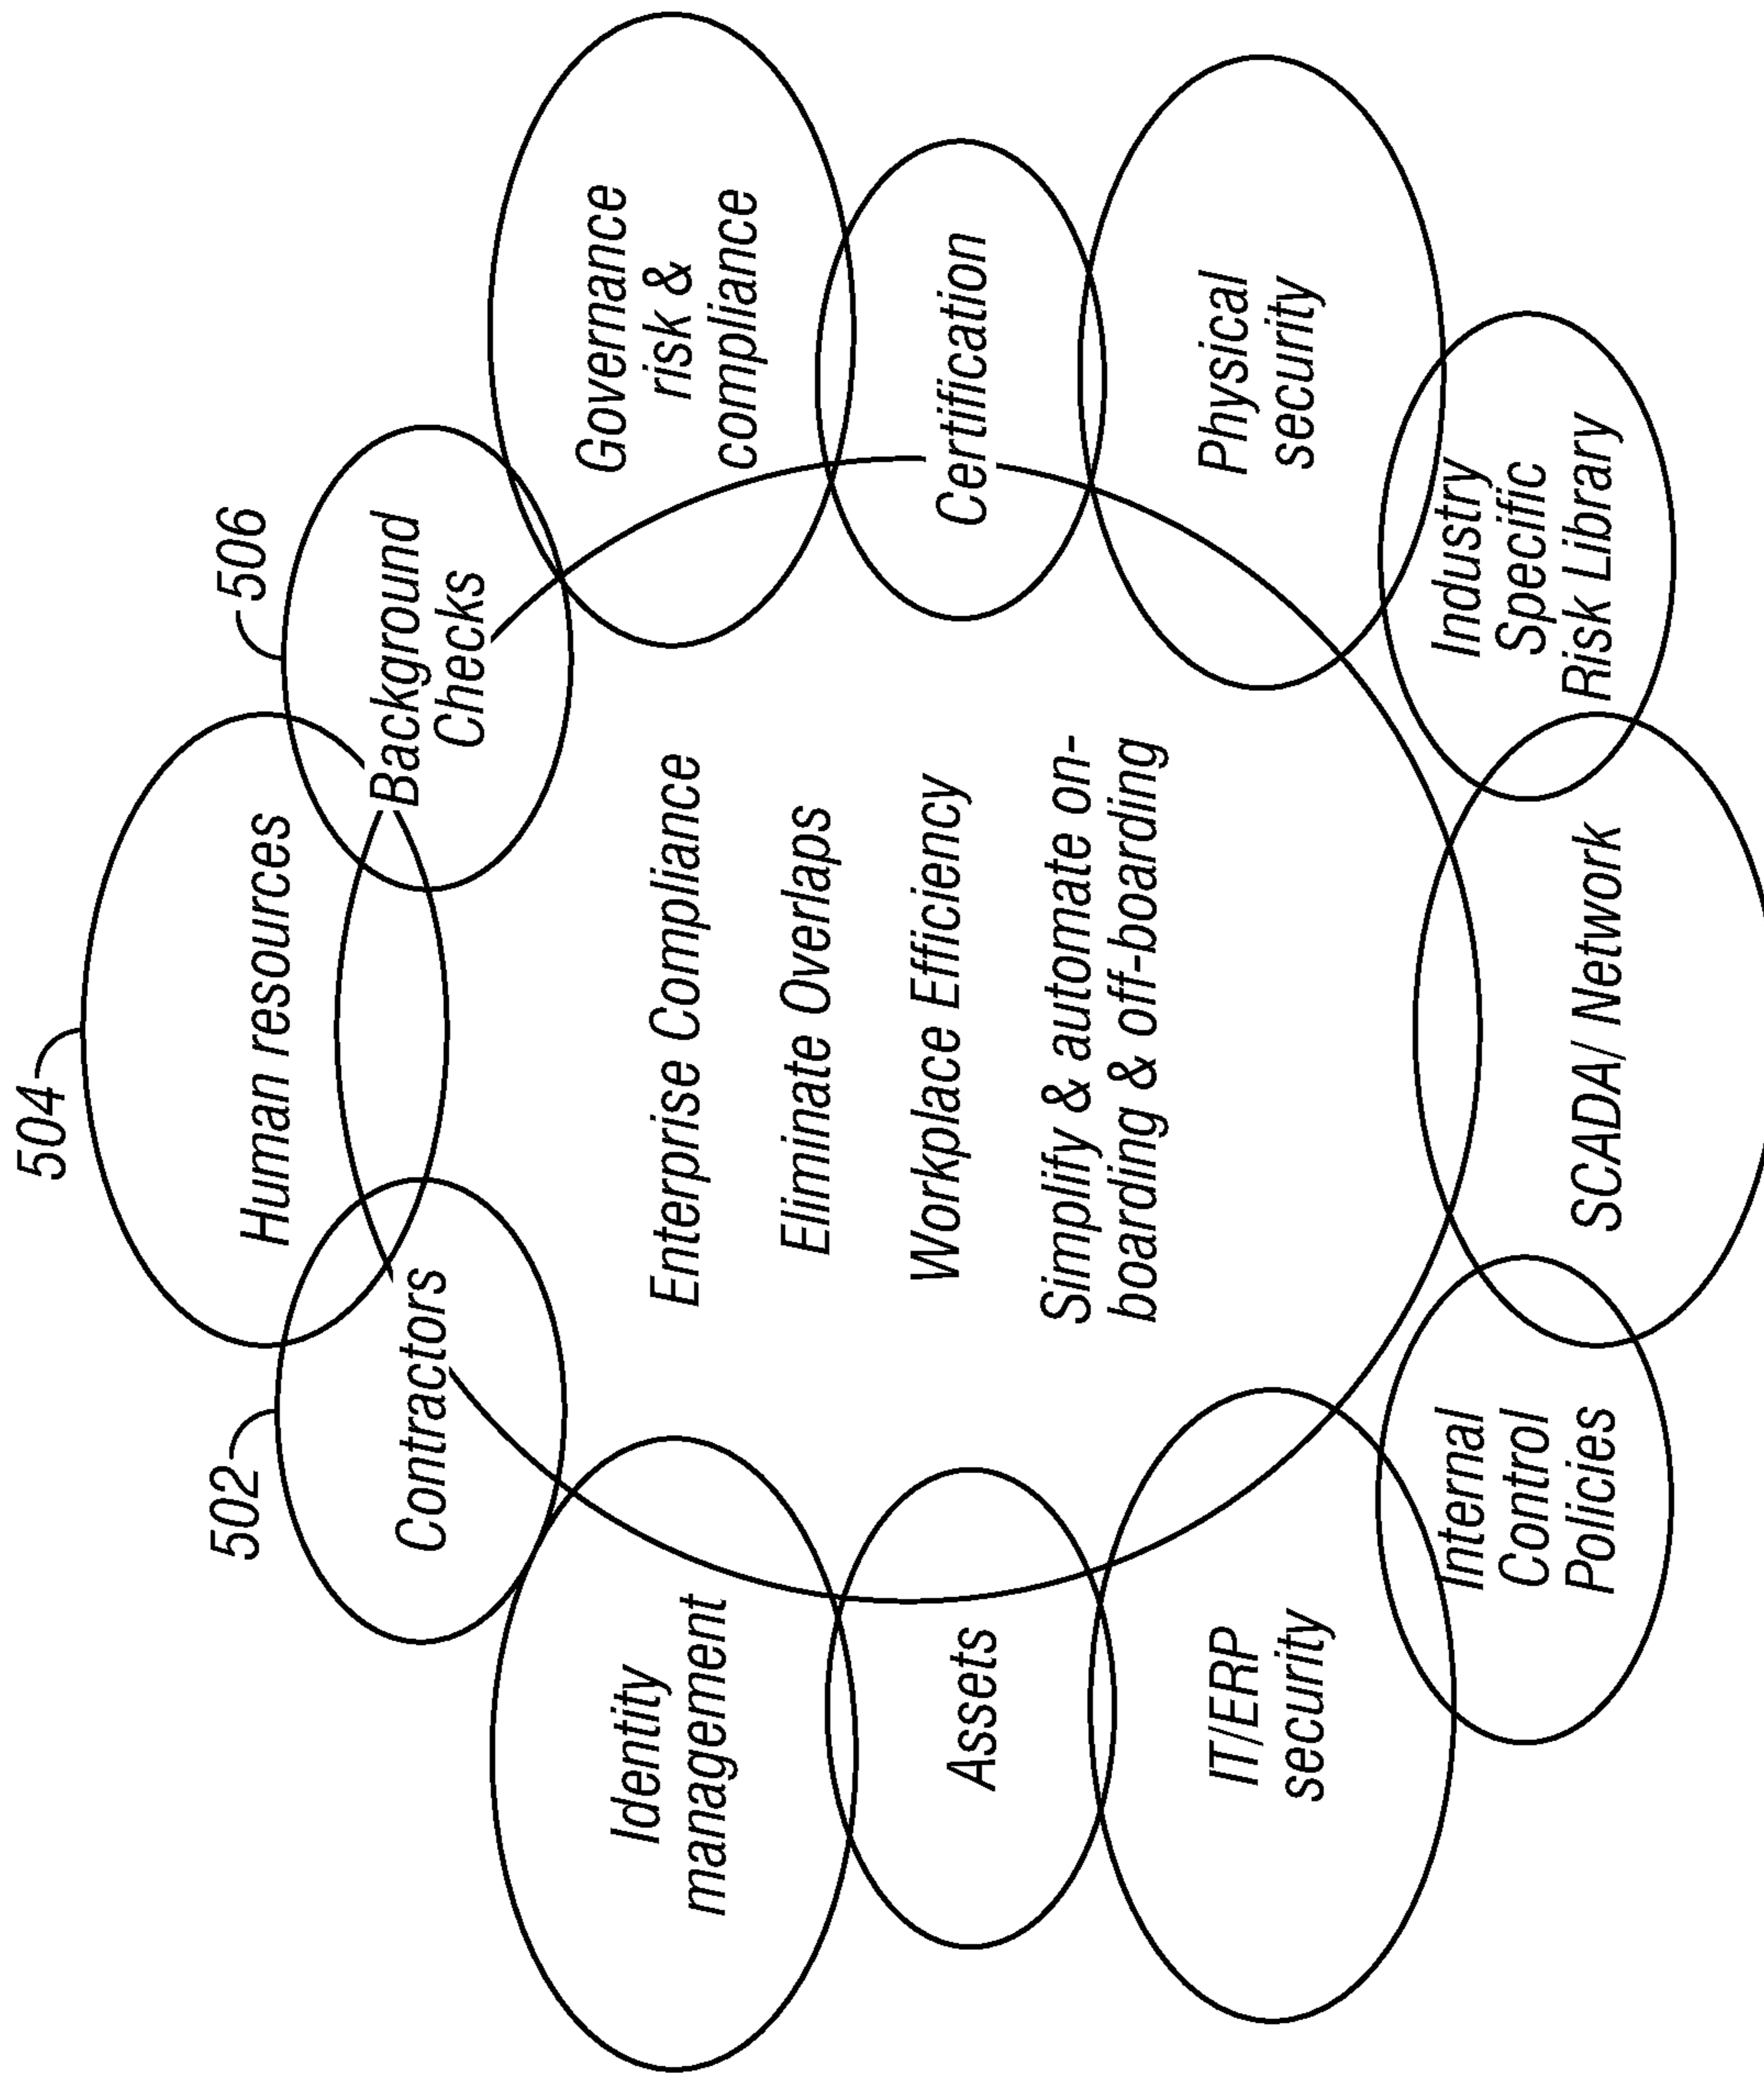 504
Human resources
502
506
Contractors
Background
Checks
Identity
management
Governance
risk &
compliance
Enterprise Compliance
Eliminate Overlaps
Workplace Efficiency
Simplify & automate on-
boarding & off-boarding
Assets
Certification
IT/ERP
security
Physical
security
Internal
Control
Policies
Industry
Specific
Risk Library
SCADA/ Network